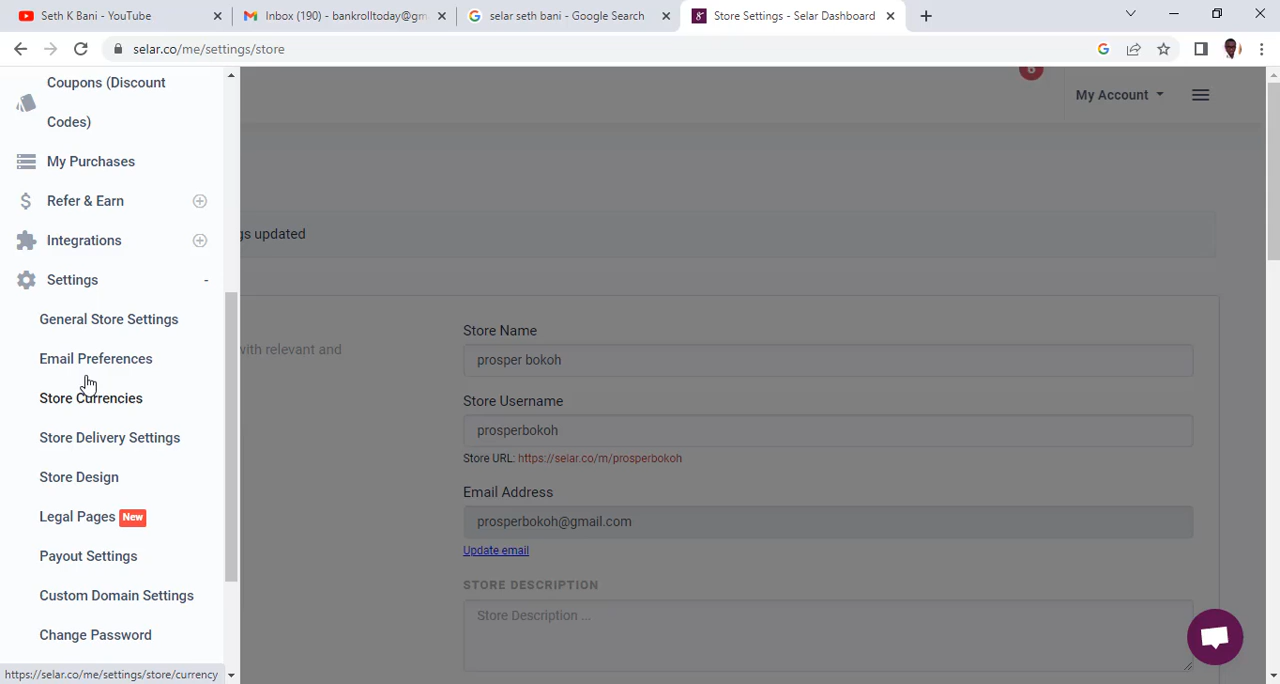 Seth K Bani - YouTube
Inbox (190) - bankrolltoday@gm
selar seth bani - Google Search
Store Settings - Selar Dashboard
selar.co/me/settings/store
Coupons (Discount
Codes)
My Purchases
Refer & Earn
Integrations
Settings
-
General Store Settings
Email Preferences
Store Currencies
Store Delivery Settings
Store Design
Legal Pages New
Payout Settings
Custom Domain Settings
Change Password
https://selar.co/me/settings/store/currency
6
My Account
gs updated
with relevant and
Store Name
prosper bokoh
Store Username
prosperbokoh
Store URL: https://selar.co/m/prosperbokoh
Email Address
prosperbokoh@gmail.com
Update email
STORE DESCRIPTION
Store Description ...